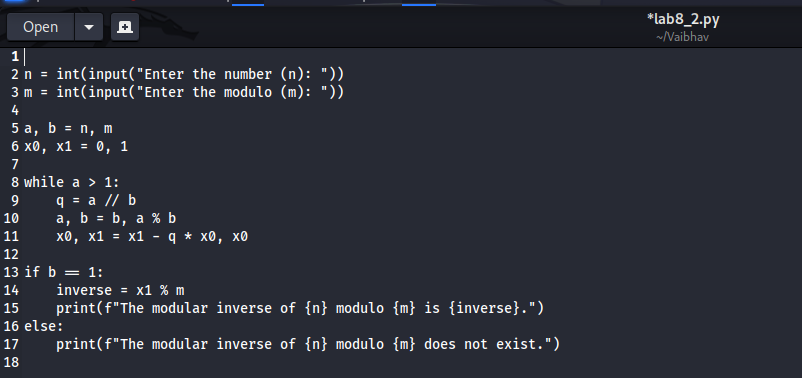 Open
*lab8_2.py
~/Vaibhav
1
2 n = int(input("Enter the number (n): "))
3 m = int(input("Enter the modulo (m): "))
4
5 a, b = n, m
6 x0, x1 = 0, 1
7
8 while a > 1:
9     q = a // b
10     a, b = b, a % b
11     x0, x1 = x1 - q * x0, x0
12
13 if b == 1:
14     inverse = x1 % m
15     print(f"The modular inverse of {n} modulo {m} is {inverse}.")
16 else:
17     print(f"The modular inverse of {n} modulo {m} does not exist.")
18